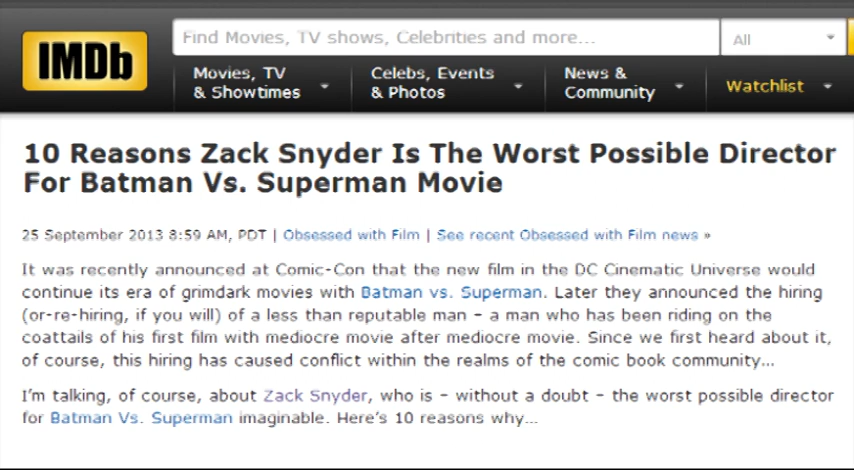 IMDb
Find Movies, TV shows, Celebrities and more...
All
Movies, TV
& Showtimes
Celebs, Events
& Photos
News &
Community
Watchlist
10 Reasons Zack Snyder Is The Worst Possible Director
For Batman Vs. Superman Movie
25 September 2013 8:59 AM, PDT | Obsessed with Film | See recent Obsessed with Film news »
It was recently announced at Comic-Con that the new film in the DC Cinematic Universe would
continue its era of grimdark movies with Batman vs. Superman. Later they announced the hiring
(or-re-hiring, if you will) of a less than reputable man – a man who has been riding on the
coattails of his first film with mediocre movie after mediocre movie. Since we first heard about it,
of course, this hiring has caused conflict within the realms of the comic book community...
I'm talking, of course, about Zack Snyder, who is – without a doubt – the worst possible director
for Batman Vs. Superman imaginable. Here's 10 reasons why...